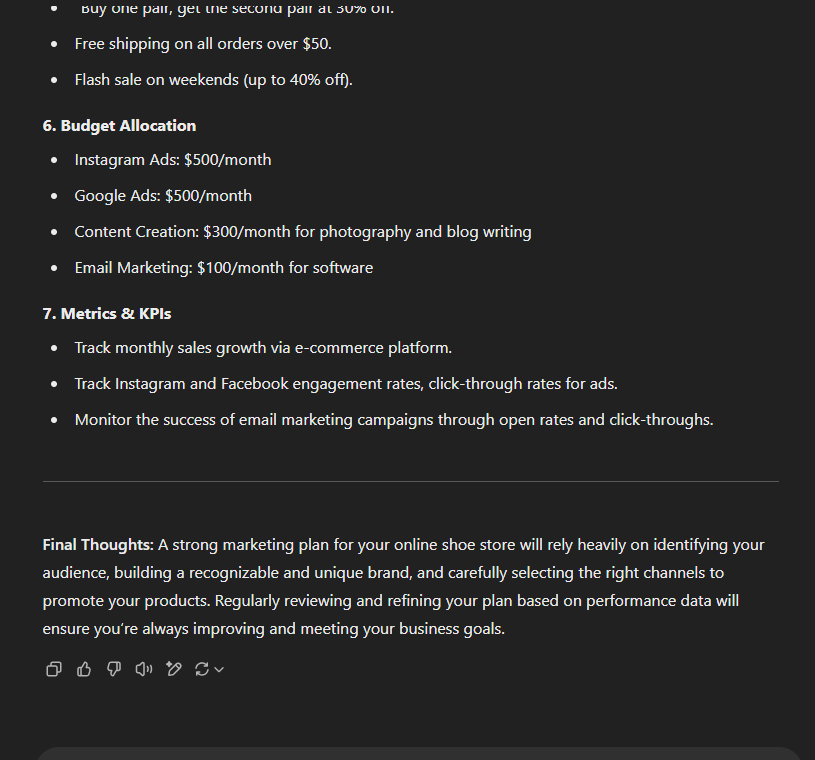 "Buy one pair, get the second pair at 30% off.
Free shipping on all orders over $50.
Flash sale on weekends (up to 40% off).
6. Budget Allocation
Instagram Ads: $500/month
Google Ads: $500/month
Content Creation: $300/month for photography and blog writing
Email Marketing: $100/month for software
7. Metrics & KPIs
Track monthly sales growth via e-commerce platform.
Track Instagram and Facebook engagement rates, click-through rates for ads.
Monitor the success of email marketing campaigns through open rates and click-throughs.
Final Thoughts: A strong marketing plan for your online shoe store will rely heavily on identifying your
audience, building a recognizable and unique brand, and carefully selecting the right channels to
promote your products. Regularly reviewing and refining your plan based on performance data will
ensure you're always improving and meeting your business goals.